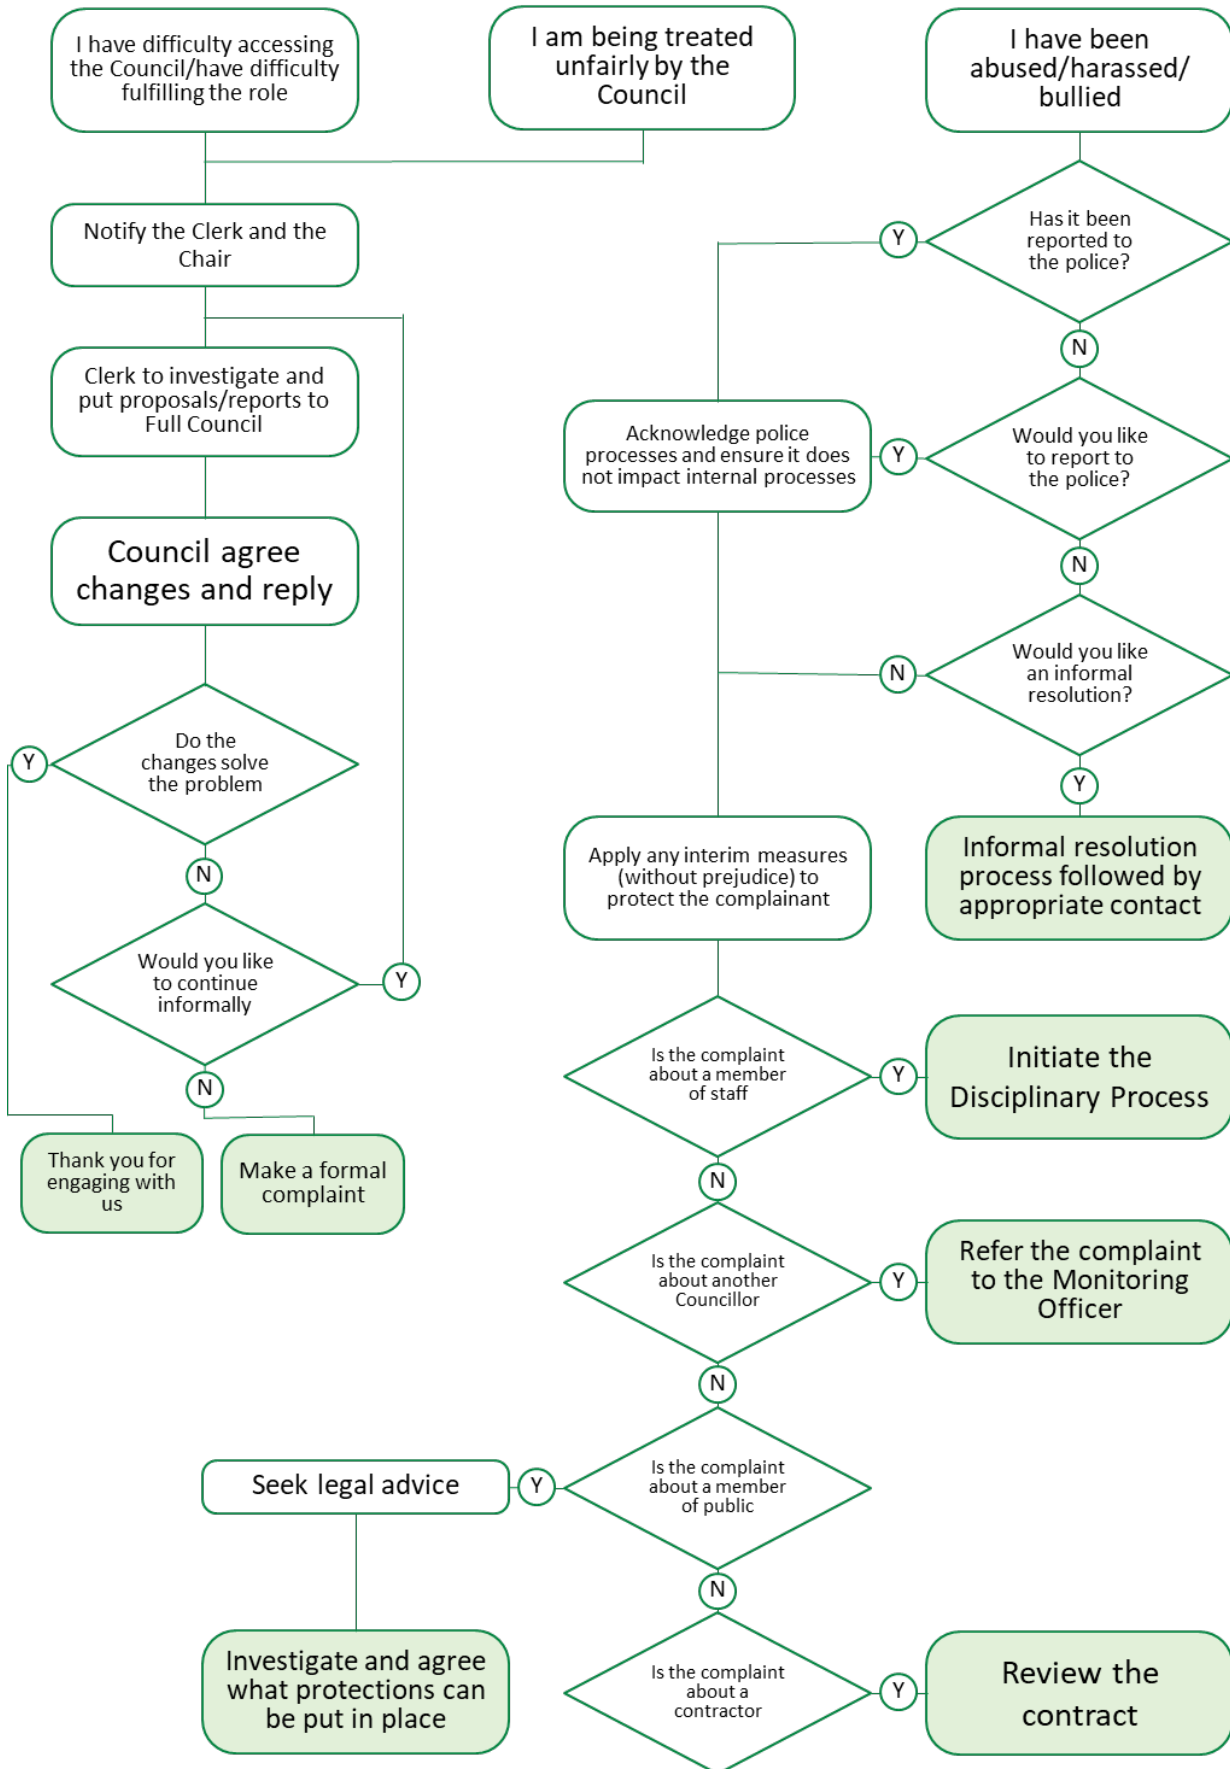 I have difficulty accessing
the Council/have difficulty
fulfilling the role
I am being treated
unfairly by the
Council
I have been
abused/harassed/
bullied
Notify the Clerk and the
Chair
Y
Has it been
reported to
the police?
N
Clerk to investigate and
put proposals/reports to
Full Council
Acknowledge police
processes and ensure it does
not impact internal processes
Y
Would you like
to report to
the police?
N
Council agree
changes and reply
N
Would you like
an informal
resolution?
Y
Y
Do the
changes solve
the problem
N
Apply any interim measures
(without prejudice) to
protect the complainant
Informal resolution
process followed by
appropriate contact
Would you like
to continue
informally
Y
N
Is the complaint
about a member
of staff
Y
Initiate the
Disciplinary Process
N
Thank you for
engaging with
us
Make a formal
complaint
Is the complaint
about another
Councillor
Y
Refer the complaint
to the Monitoring
Officer
N
Seek legal advice
Y
Is the complaint
about a member
of public
N
Investigate and agree
what protections can
be put in place
Is the complaint
about a
contractor
Y
Review the
contract